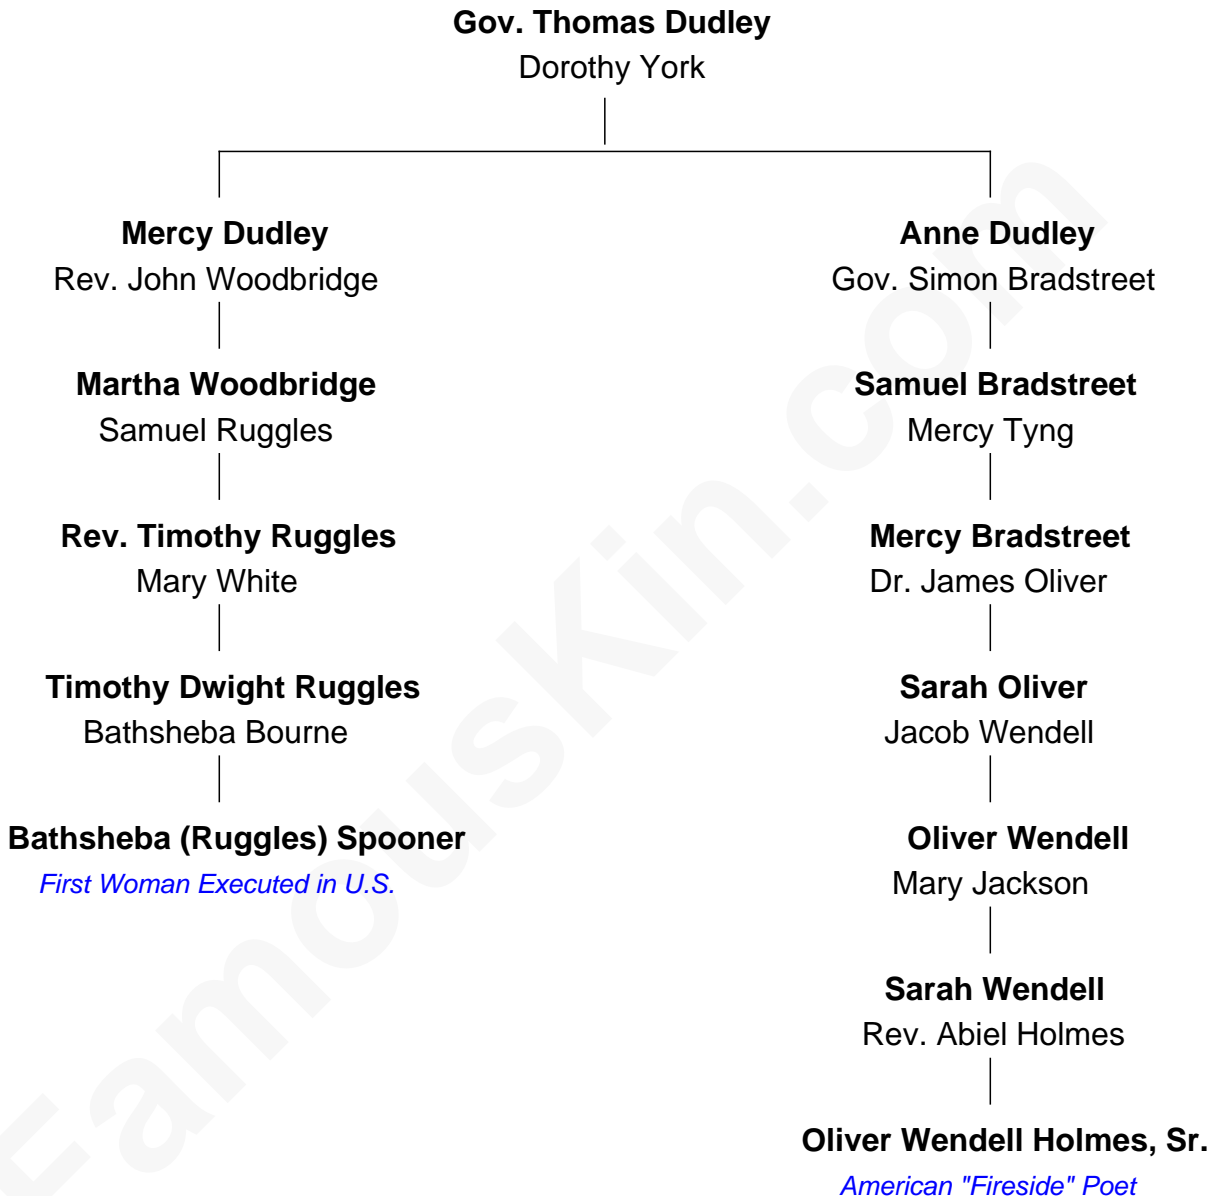 Gov. Thomas Dudley
Dorothy York
Mercy Dudley
Rev. John Woodbridge
Martha Woodbridge
Samuel Ruggles
Rev. Timothy Ruggles
Mary White
Timothy Dwight Ruggles
Bathsheba Bourne
Bathsheba (Ruggles) Spooner
First Woman Executed in U.S.
Anne Dudley
Gov. Simon Bradstreet
Samuel Bradstreet
Mercy Tyng
Mercy Bradstreet
Dr. James Oliver
Sarah Oliver
Jacob Wendell
Oliver Wendell
Mary Jackson
Sarah Wendell
Rev. Abiel Holmes
Oliver Wendell Holmes, Sr.
American "Fireside" Poet
FamousKin.com